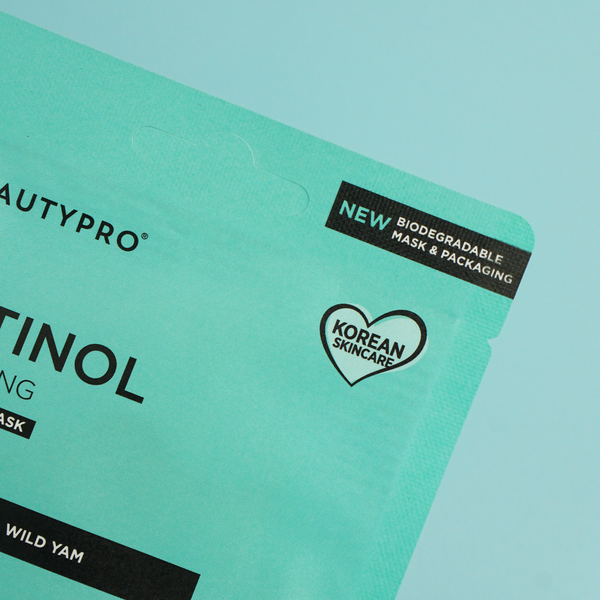 AUTYPRO®
NEW BIODEGRADABLE
MASK & PACKAGING
KOREAN
SKINCARE
TINOL
NG
ASK
WILD YAM